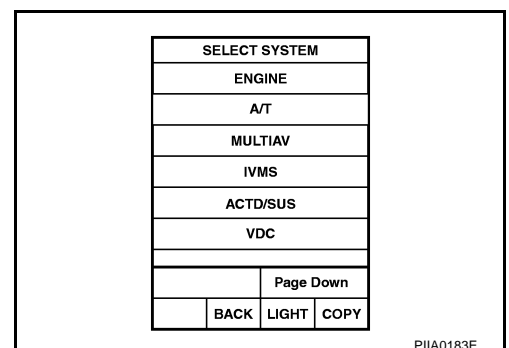 SELECT SYSTEM
ENGINE
A/T
MULTIAV
IVMS
ACTD/SUS
VDC
Page Down
BACK LIGHT COPY
PIIA0183E